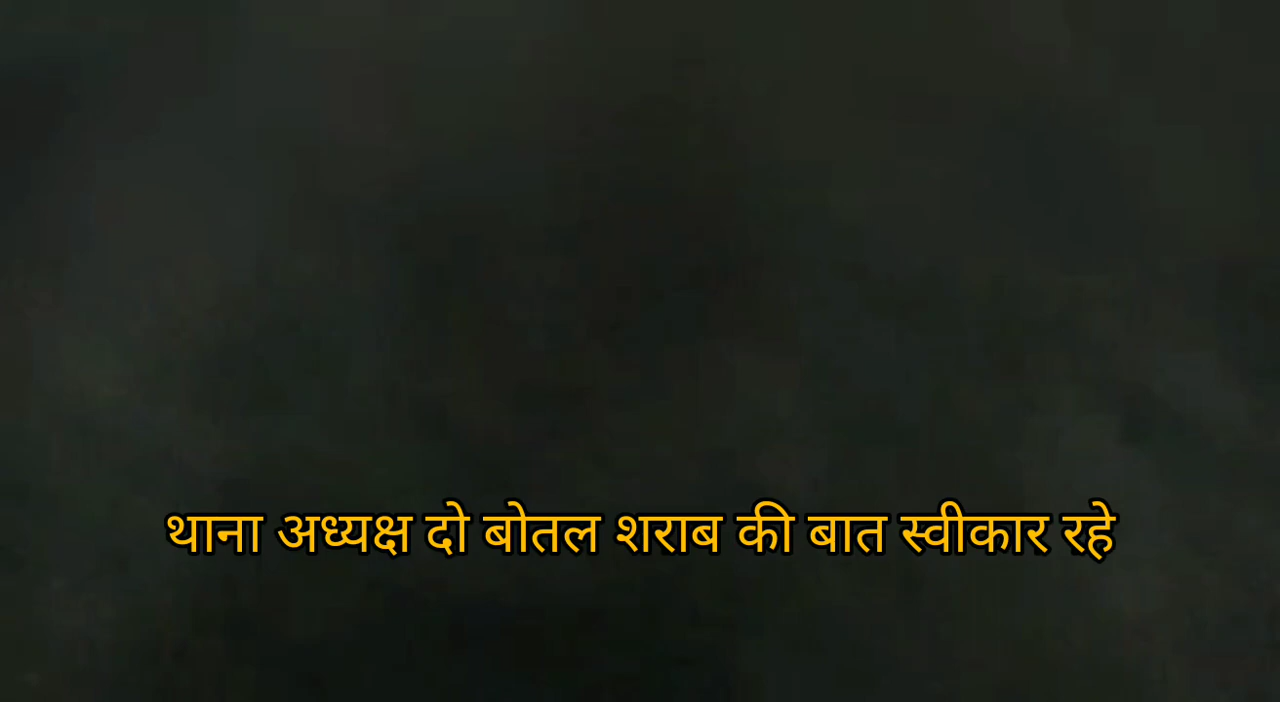 थाना अध्यक्ष दो बोतल शराब की बात स्वीकार रहे